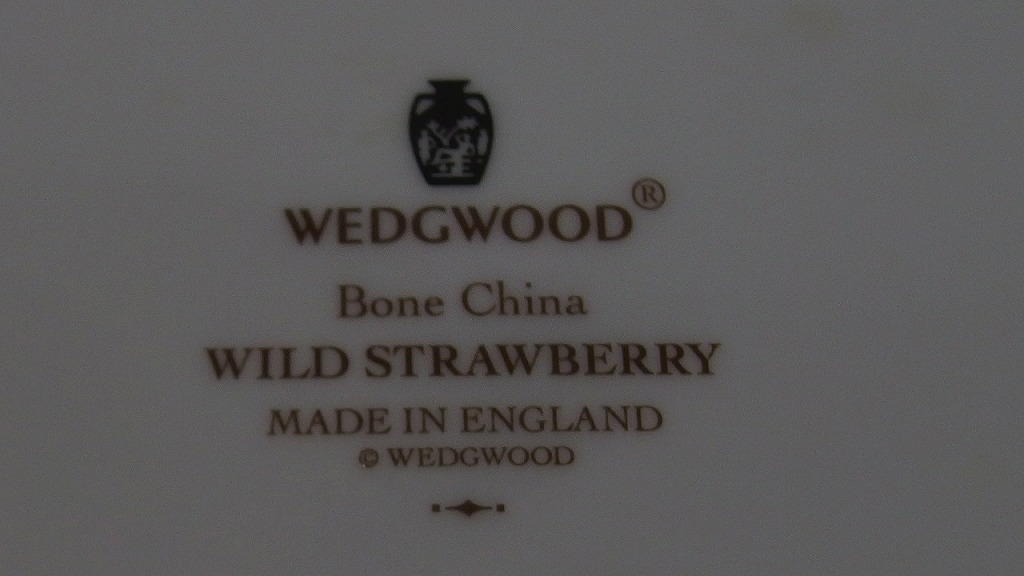 WEDGWOOD®
Bone China
WILD STRAWBERRY
MADE IN ENGLAND
© WEDGWOOD